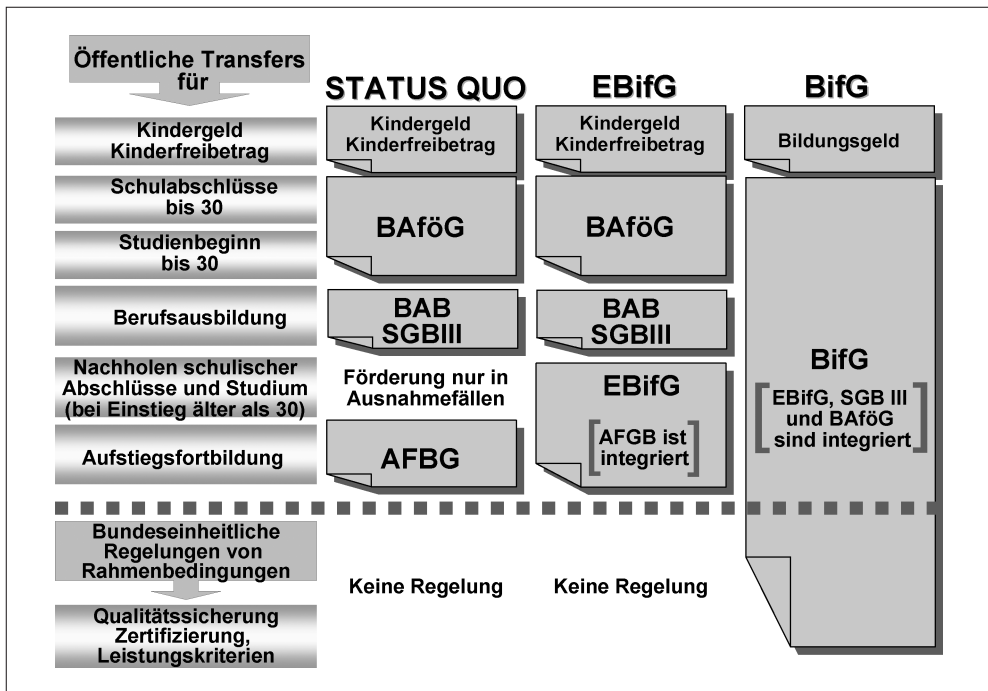 Öffentliche Transfers
für
STATUS QUO
EBifG
BifG
Kindergeld
Kinderfreibetrag
Kindergeld
Kinderfreibetrag
Kindergeld
Kinderfreibetrag
Bildungsgeld
Schulabschlüsse
bis 30
BAföG
BAföG
Studienbeginn
bis 30
Berufsausbildung
BAB
SGBIII
BAB
SGBIII
Nachholen schulischer
Abschlüsse und Studium
(bei Einstieg älter als 30)
Förderung nur in
Ausnahmefällen
EBifG
AFGB ist
integriert
BifG
EBifG, SGB III
und BAföG
sind integriert
Aufstiegsfortbildung
AFBG
Bundeseinheitliche
Regelungen von
Rahmenbedingungen
Keine Regelung
Keine Regelung
Qualitätssicherung
Zertifizierung,
Leistungskriterien